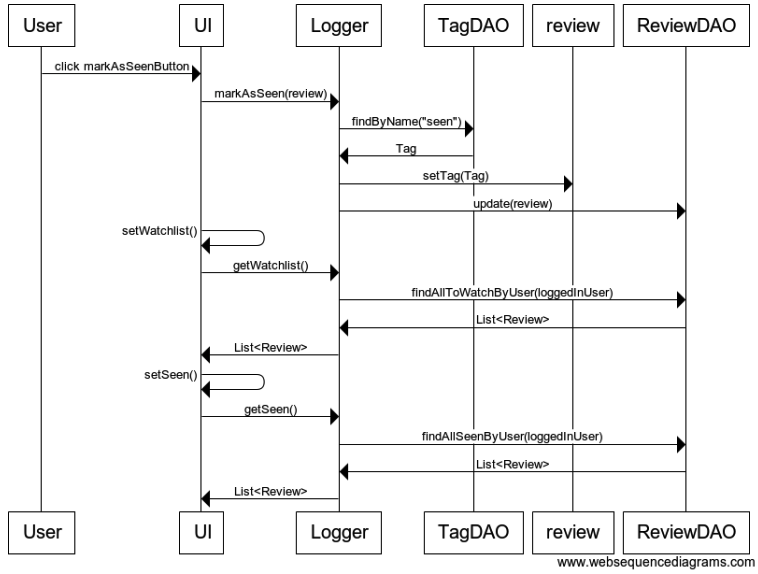 User UI Logger TagDAO review ReviewDAO
click markAsSeenButton
markAsSeen(review)
findByName("seen")
Tag
setTag(Tag)
update(review)
setWatchlist()
getWatchlist()
findAllToWatchByUser(loggedInUser)
List<Review>
List<Review>
setSeen()
getSeen()
findAllSeenByUser(loggedInUser)
List<Review>
List<Review>
User UI Logger TagDAO review ReviewDAO
www.websequencediagrams.com